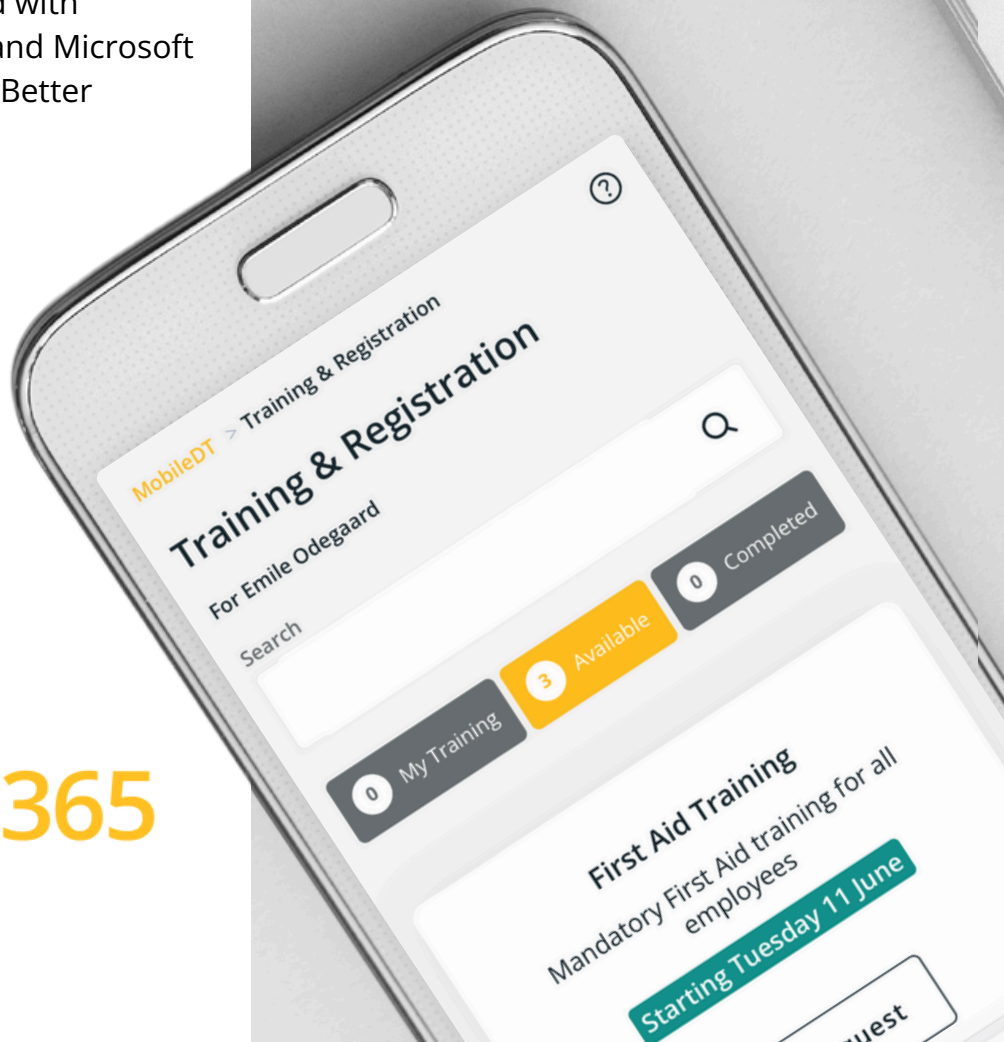 with
and Microsoft
Better
365
MobileDT > Training & Registration
Training & Registration
For Emile Odegaard
Search
0 My Training
3 Available
0 Completed
First Aid Training
Mandatory First Aid training for all
employees
Starting Tuesday 11 June